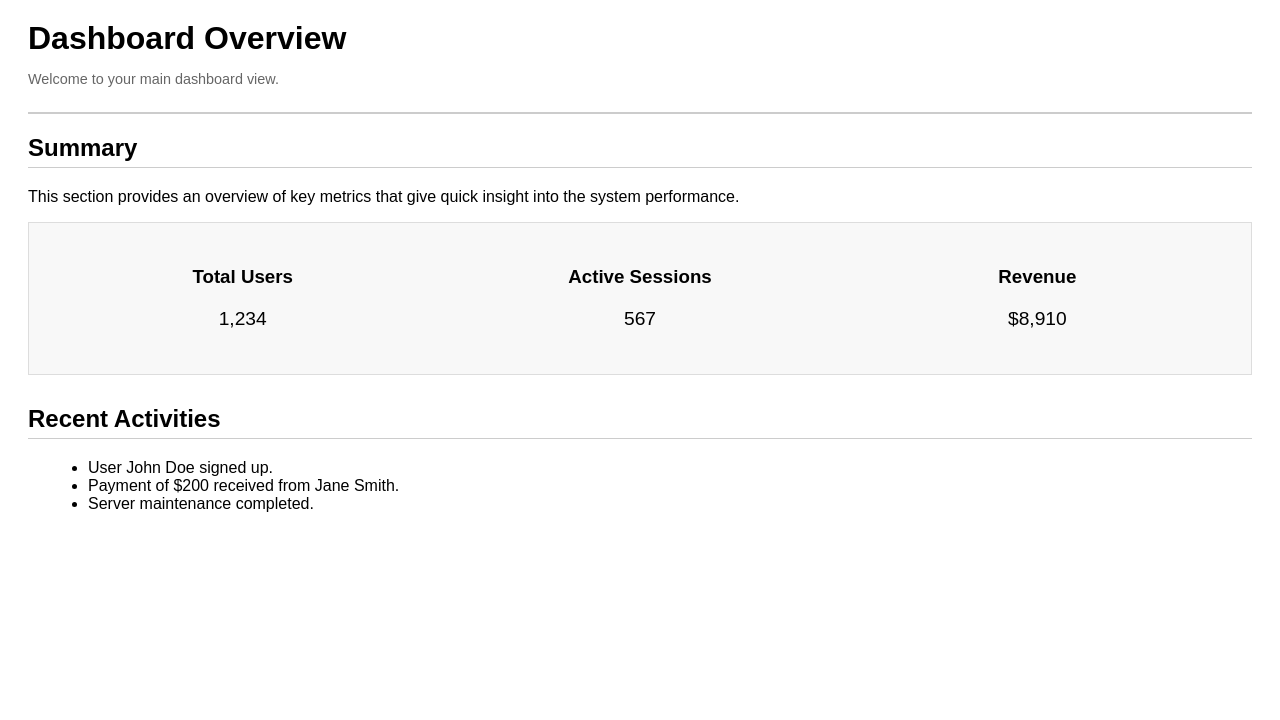 Dashboard Overview
Welcome to your main dashboard view.
Summary
This section provides an overview of key metrics that give quick insight into the system performance.
Total Users
1,234
Active Sessions
567
Revenue
$8,910
Recent Activities
User John Doe signed up.
Payment of $200 received from Jane Smith.
Server maintenance completed.